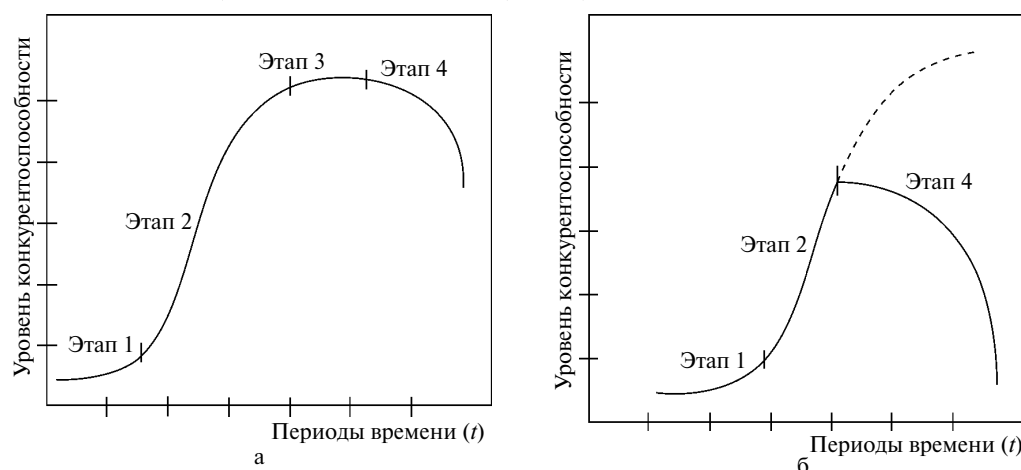 Уровень конкурентоспособности
Этап 3
Этап 4
Этап 2
Этап 1
Периоды времени (t)
а
Уровень конкурентоспособности
Этап 4
Этап 2
Этап 1
Периоды времени (t)
б